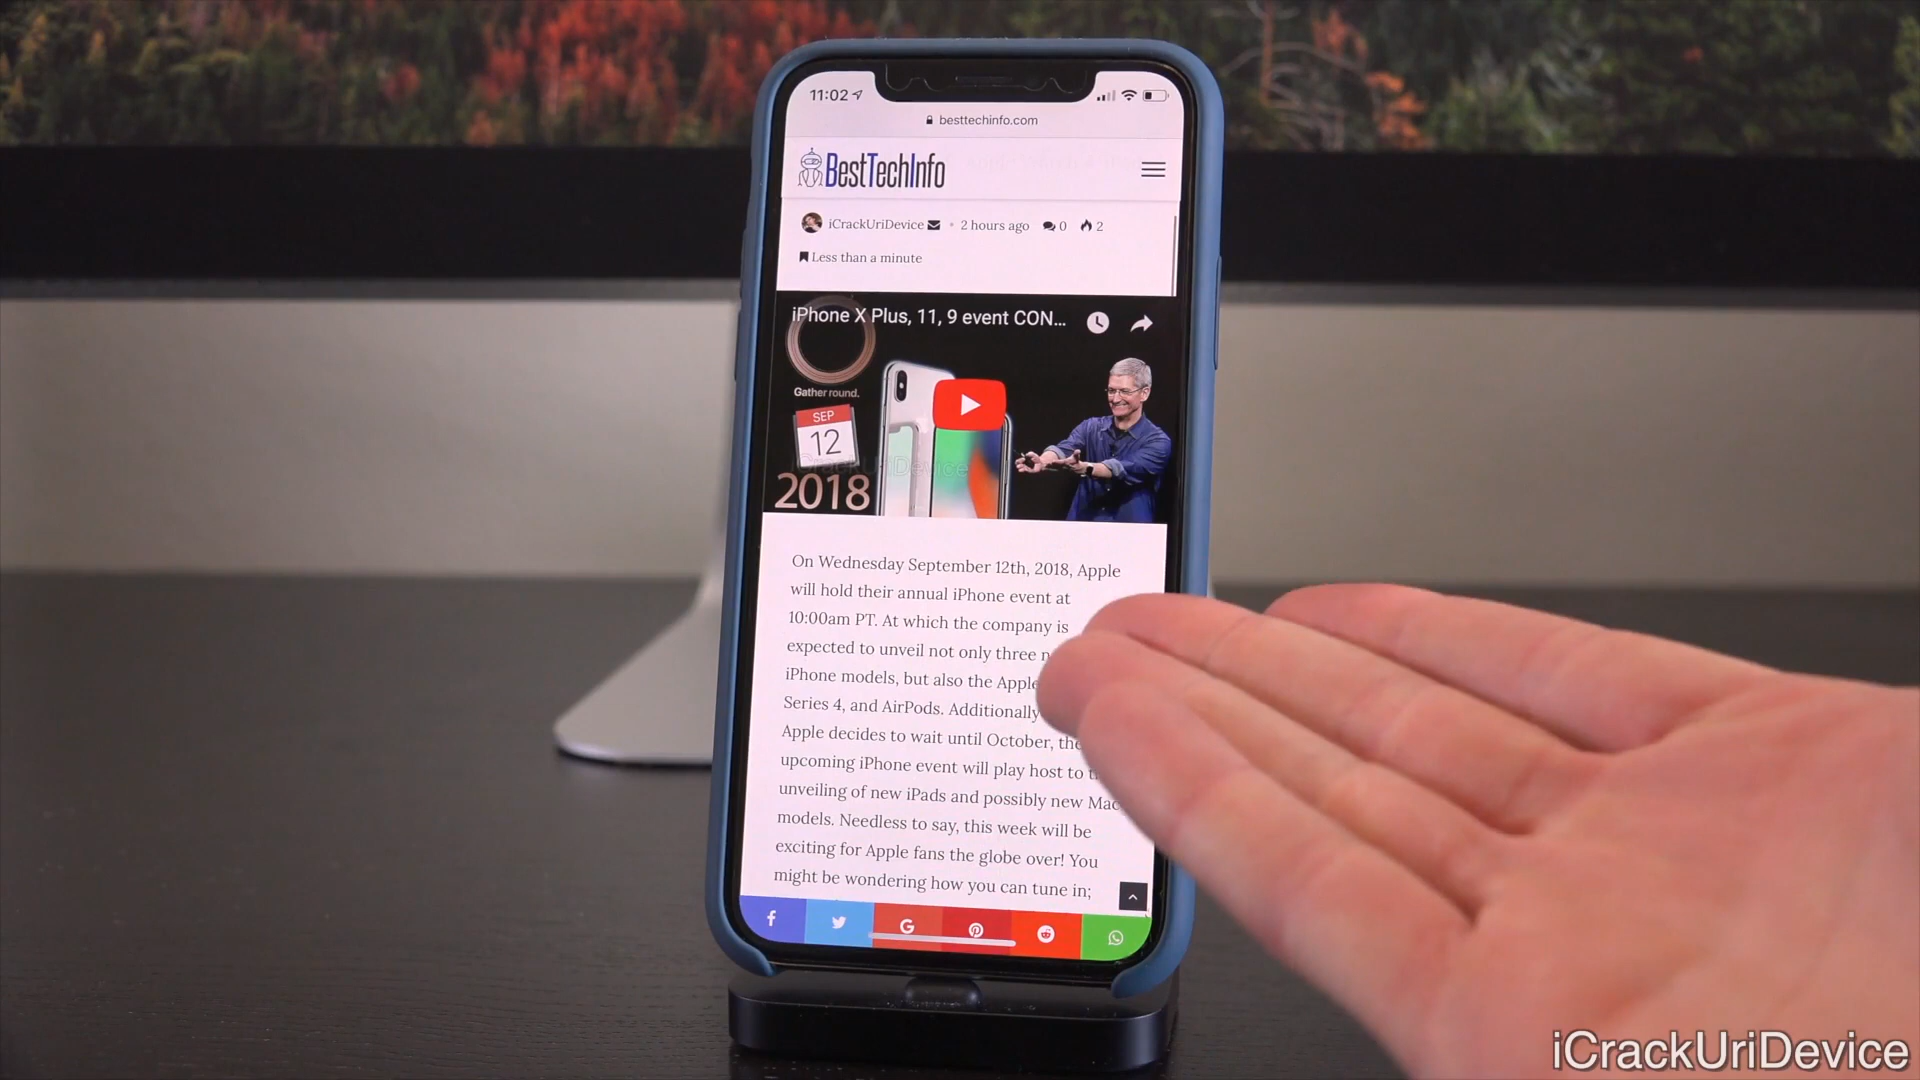 11:02
besttechinfo.com
BestTechInfo
iCrackUriDevice • 2 hours ago 0 2
Less than a minute
iPhone X Plus, 11, 9 event CON...
Gather round.
SEP
12
2018
iCrackUriDevice
On Wednesday September 12th, 2018, Apple
will hold their annual iPhone event at
10:00am PT. At which the company is
expected to unveil not only three
iPhone models, but also the Apple
Series 4, and AirPods. Additionally
Apple decides to wait until October, the
upcoming iPhone event will play host to
unveiling of new iPads and possibly new Mac
models. Needless to say, this week will be
exciting for Apple fans the globe over! You
might be wondering how you can tune in;
iCrackUriDevice